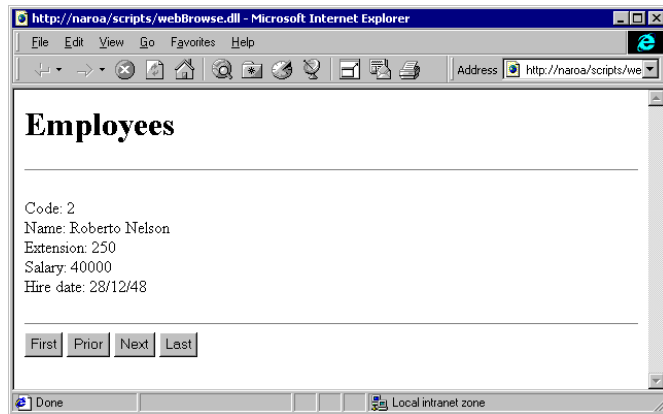 http://naroa/scripts/webBrowse.dll - Microsoft Internet Explorer
File Edit View Go Favorites Help
Address http://naroa/scripts/we
Employees
Code: 2
Name: Roberto Nelson
Extension: 250
Salary: 40000
Hire date: 28/12/48
First Prior Next Last
Done Local intranet zone